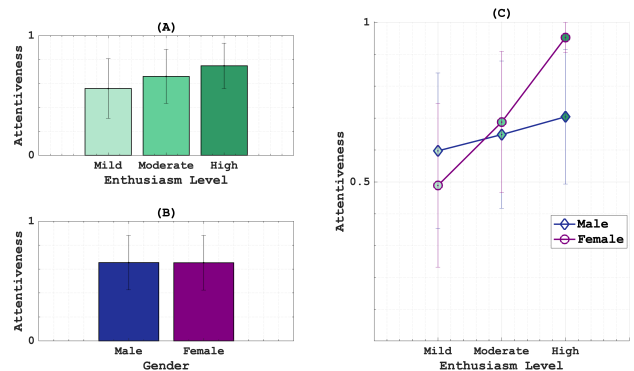 (A)
1
0
Attentiveness
Mild Moderate High
Enthusiasm Level
(B)
1
0
Attentiveness
Male Female
Gender
(C)
1
0.5
Attentiveness
Male
Female
Mild Moderate High
Enthusiasm Level